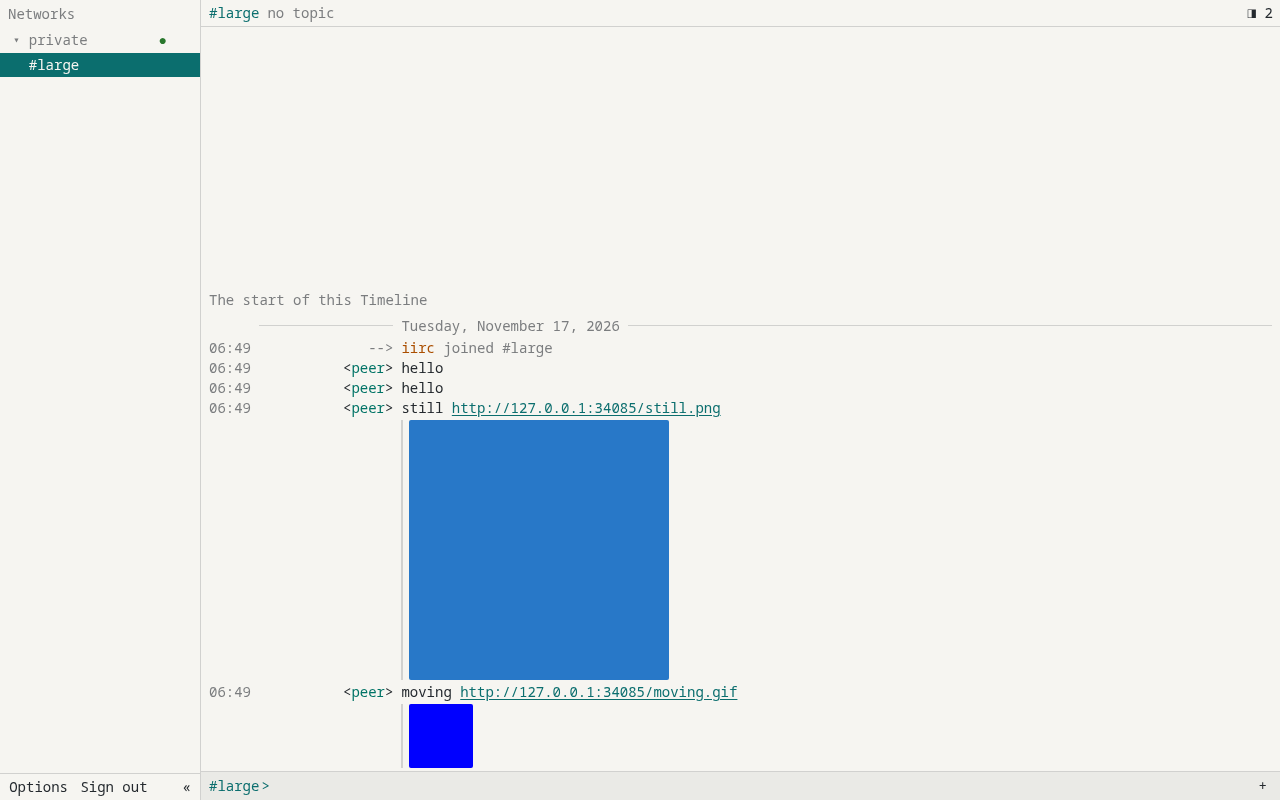 Networks
▾ private ●
#large
Options Sign out «
#large no topic
◨ 2
The start of this Timeline
Tuesday, November 17, 2026
06:49 --> iirc joined #large
06:49 <peer> hello
06:49 <peer> hello
06:49 <peer> still http://127.0.0.1:34085/still.png
06:49 <peer> moving http://127.0.0.1:34085/moving.gif
#large> +